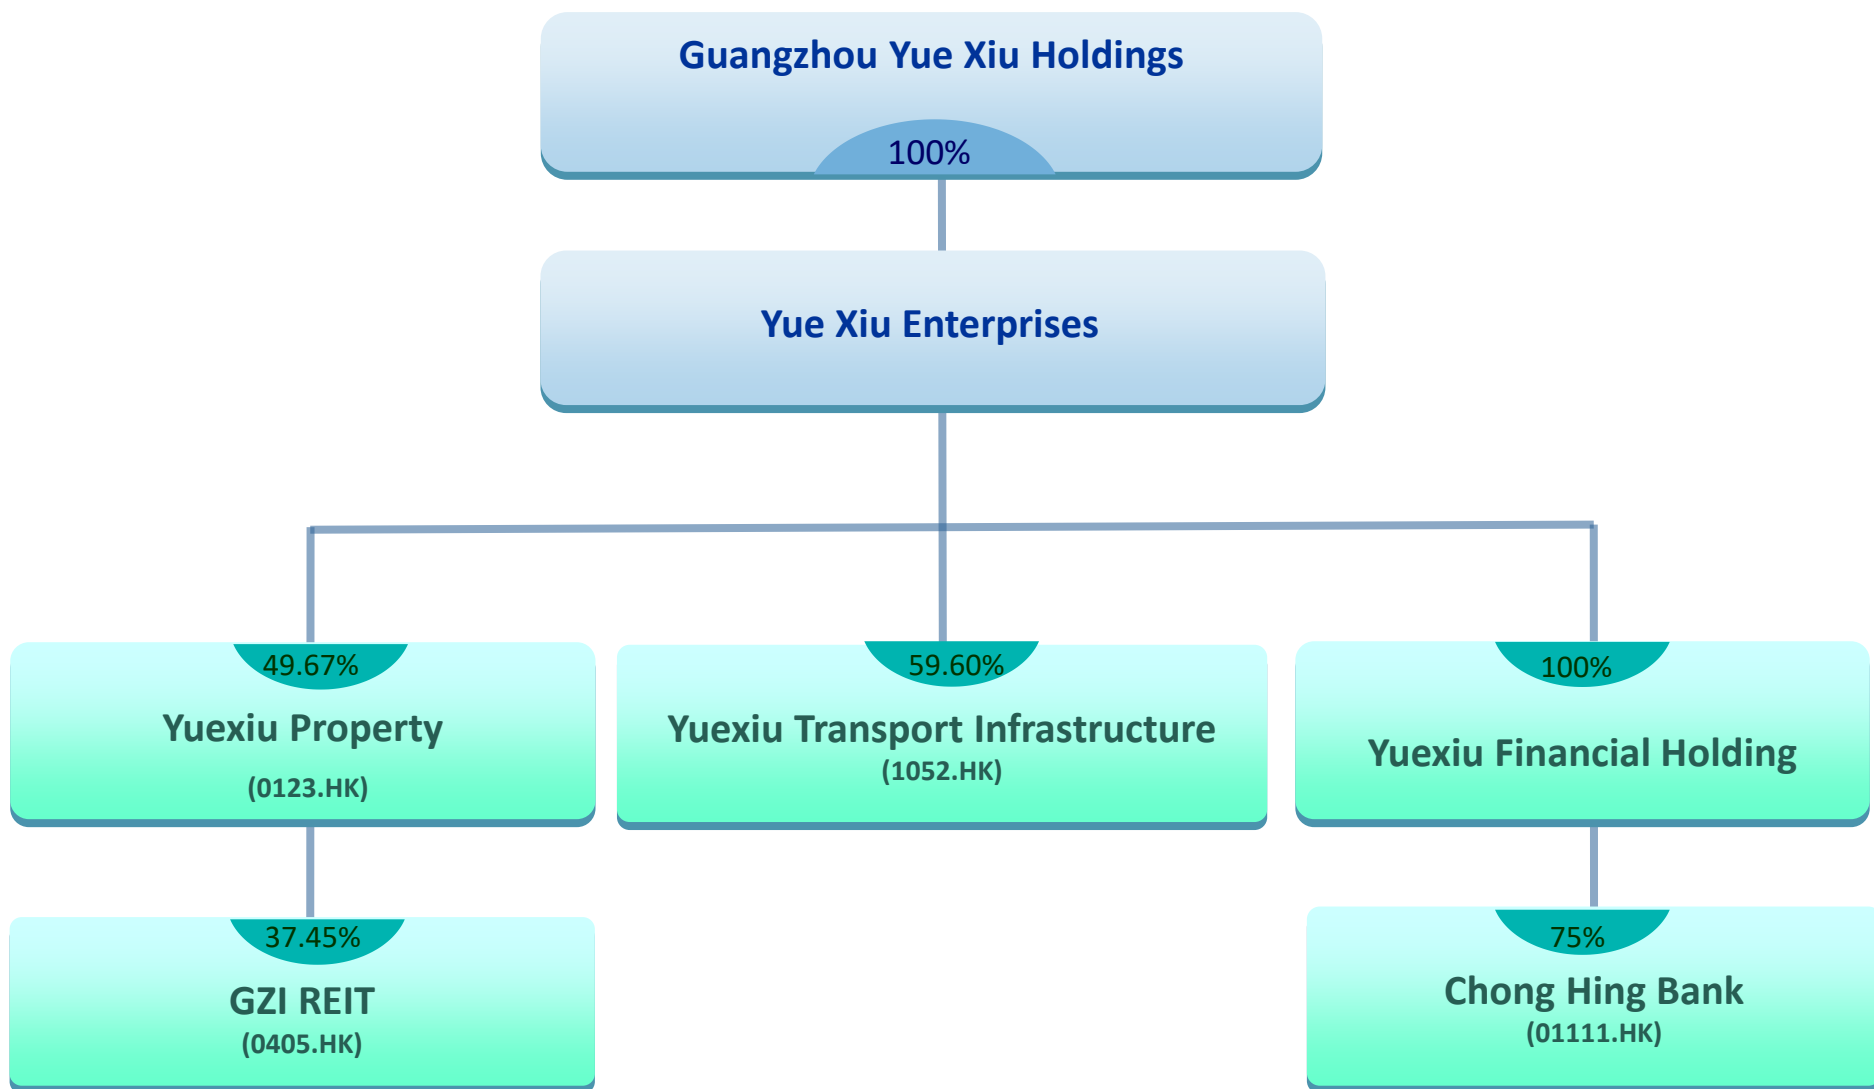 Guangzhou Yue Xiu Holdings
100%
Yue Xiu Enterprises
49.67%
Yuexiu Property
(0123.HK)
59.60%
Yuexiu Transport Infrastructure
(1052.HK)
100%
Yuexiu Financial Holding
37.45%
GZI REIT
(0405.HK)
75%
Chong Hing Bank
(01111.HK)